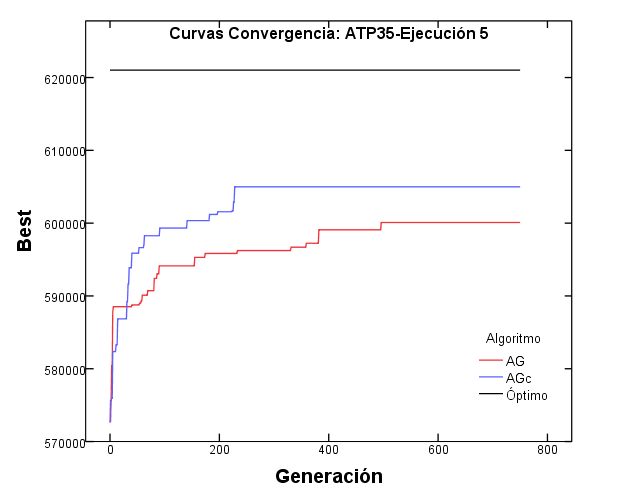 Curvas Convergencia: ATP35-Ejecución 5
620000
610000
600000
590000
580000
570000
Best
0
200
400
600
800
Generación
Algoritmo
AG
AGc
Óptimo